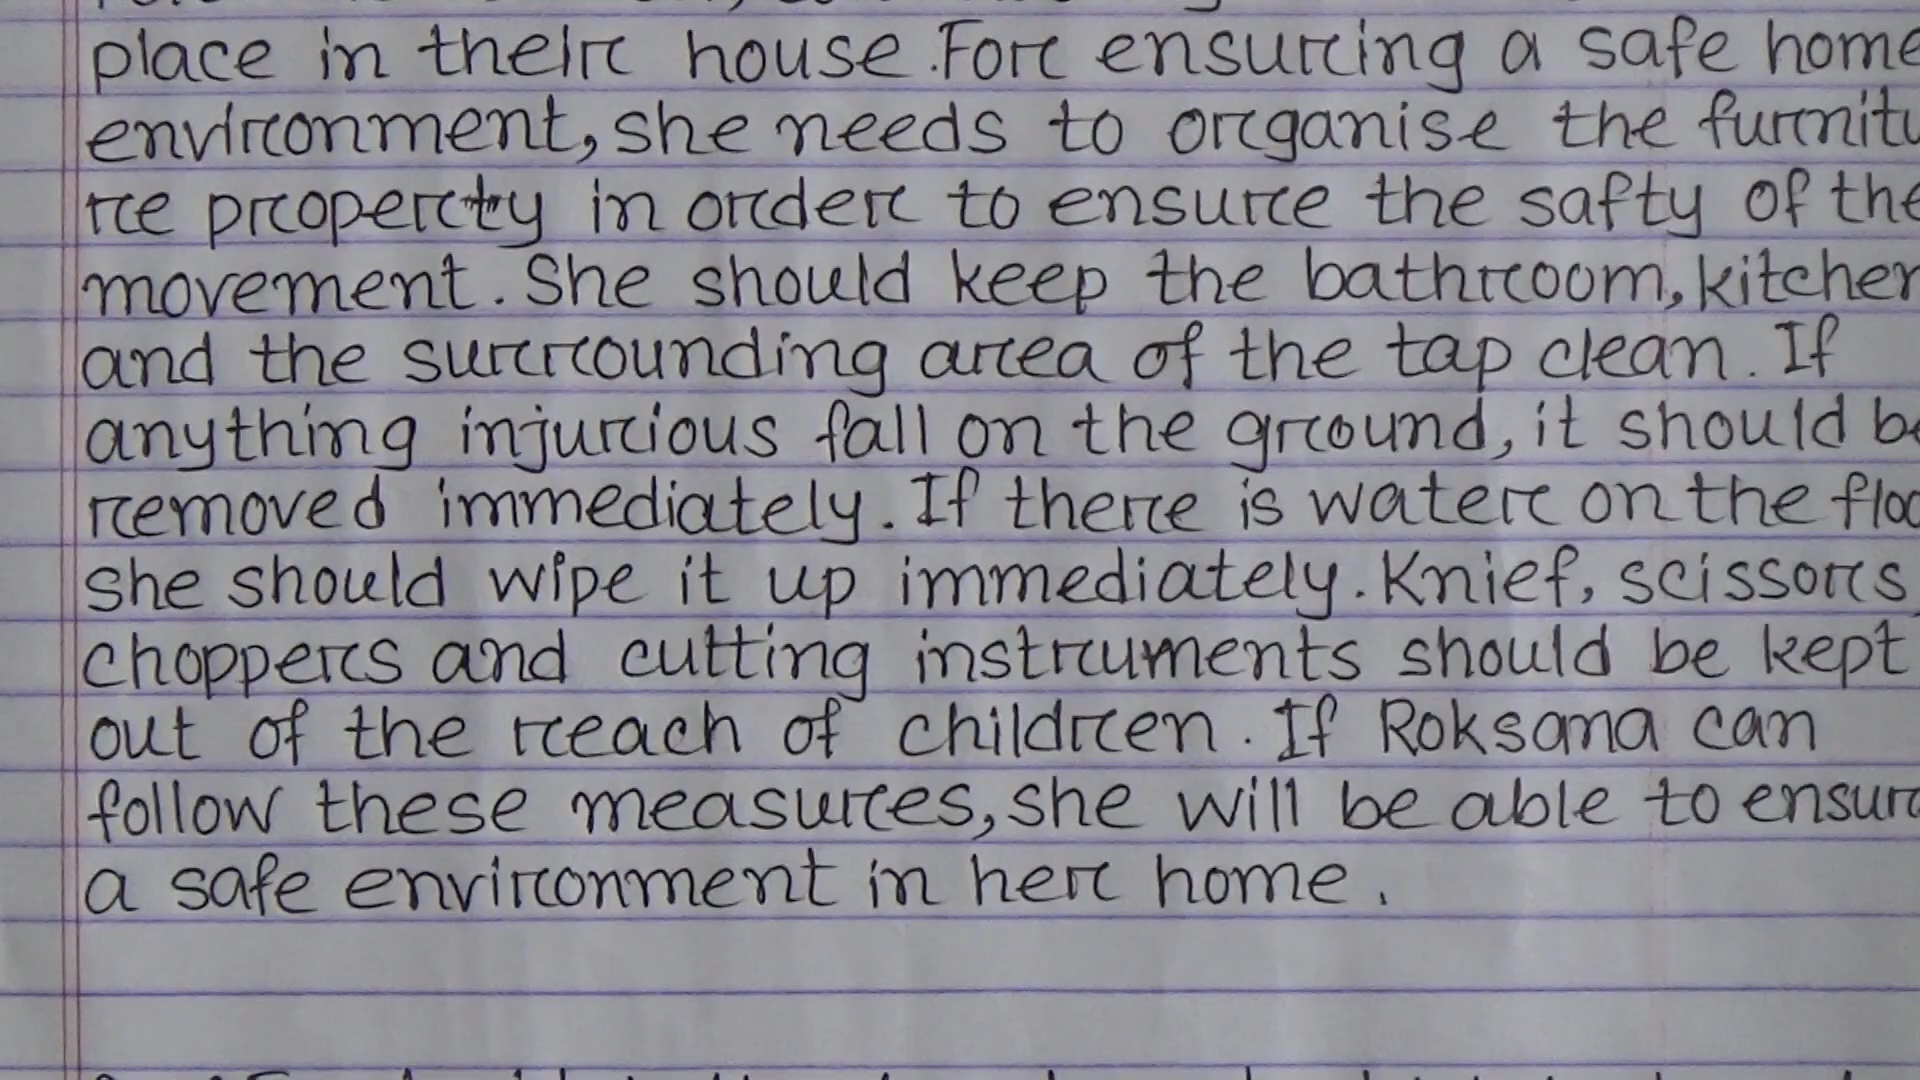 place in their house. For ensuring a safe home
environment, she needs to organise the furnitu
re propertty in order to ensure the safty of the
movement. She should keep the bathroom, kitchen
and the surrounding area of the tap clean. If
anything injurious fall on the ground, it should be
removed immediately. If there is water on the floo
she should wipe it up immediately. Knief, scissors,
choppers and cutting instruments should be kept
out of the reach of children. If Roksana can
follow these measures, she will be able to ensure
a safe environment in her home.